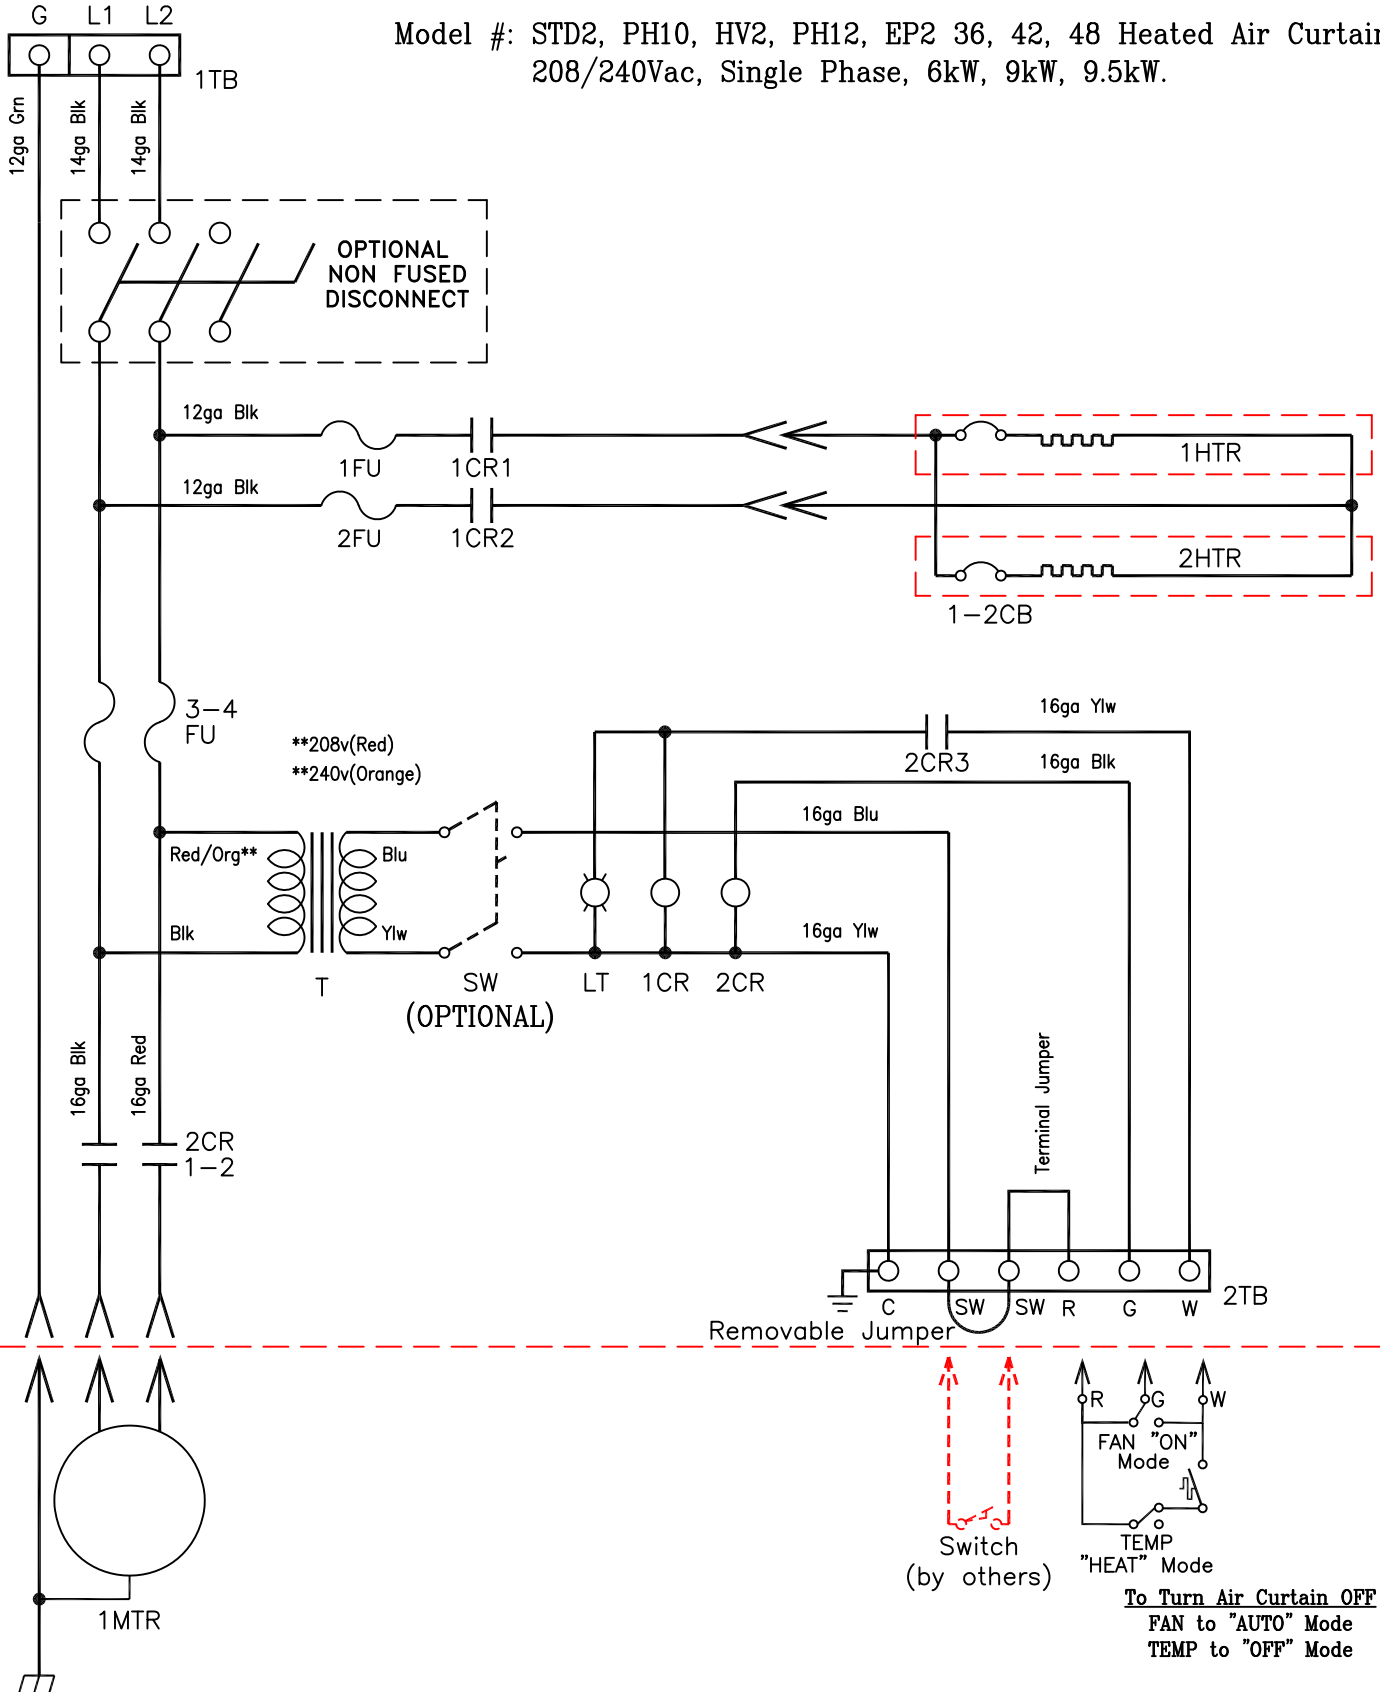 G L1 L2
Model #: STD2, PH10, HV2, PH12, EP2 36, 42, 48 Heated Air Curtain
208/240Vac, Single Phase, 6kW, 9kW, 9.5kW.
1TB
12ga Grn
14ga Blk
14ga Blk
OPTIONAL
NON FUSED
DISCONNECT
12ga Blk
1FU
1CR1
1HTR
12ga Blk
2FU
1CR2
2HTR
1-2CB
3-4
FU
**208v(Red)
**240v(Orange)
16ga Ylw
2CR3
16ga Blk
16ga Blu
Red/Org**
Blu
Blk
Ylw
16ga Ylw
T
SW
(OPTIONAL)
LT
1CR
2CR
16ga Blk
16ga Red
Terminal Jumper
2CR
1-2
C SW SW R G W
2TB
Removable Jumper
R G W
FAN "ON"
Mode
Switch
(by others)
TEMP
"HEAT" Mode
To Turn Air Curtain OFF
FAN to "AUTO" Mode
TEMP to "OFF" Mode
1MTR